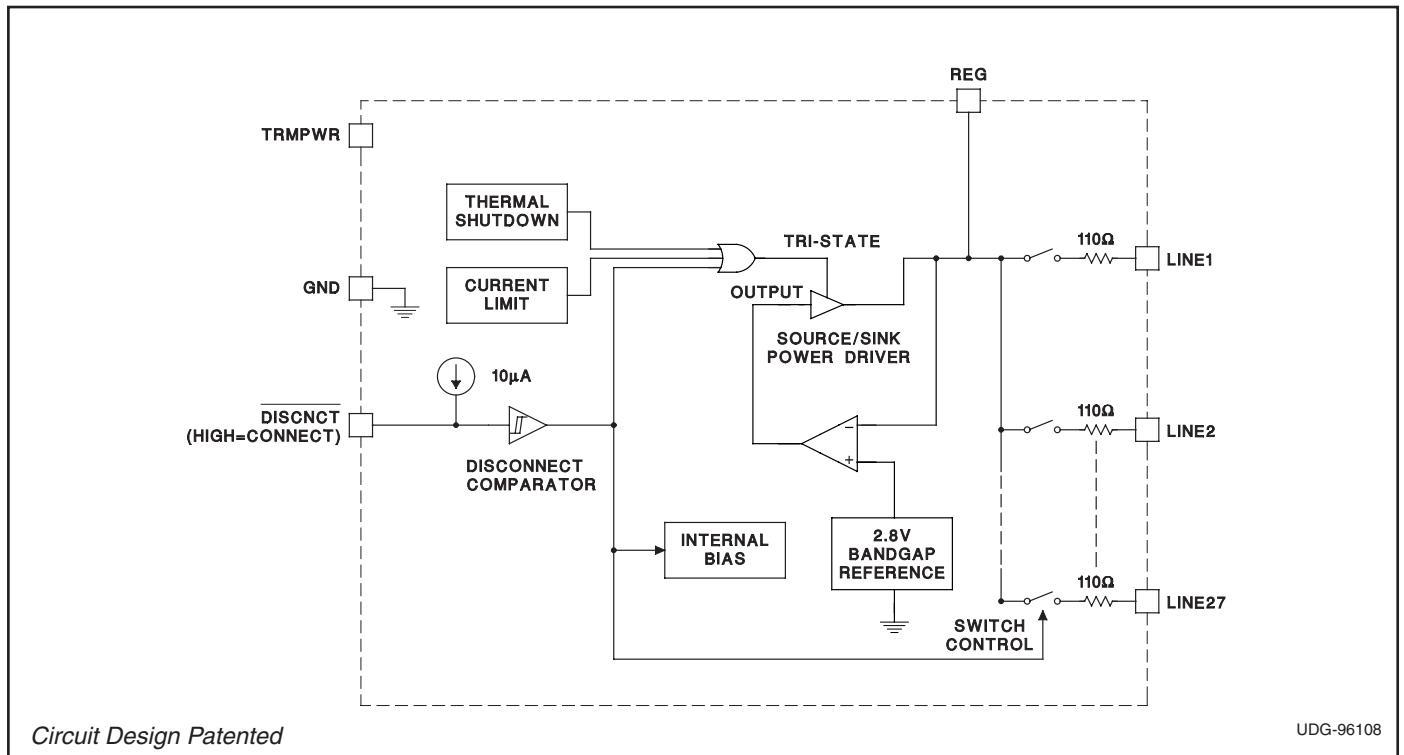 REG
TRMPWR
THERMAL
SHUTDOWN
TRI-STATE
110Ω
LINE1
GND
CURRENT
LIMIT
OUTPUT
SOURCE/SINK
POWER DRIVER
10µA
DISCNCT
(HIGH=CONNECT)
110Ω
LINE2
−
+
DISCONNECT
COMPARATOR
INTERNAL
BIAS
2.8V
BANDGAP
REFERENCE
110Ω
LINE27
SWITCH
CONTROL
Circuit Design Patented
UDG-96108